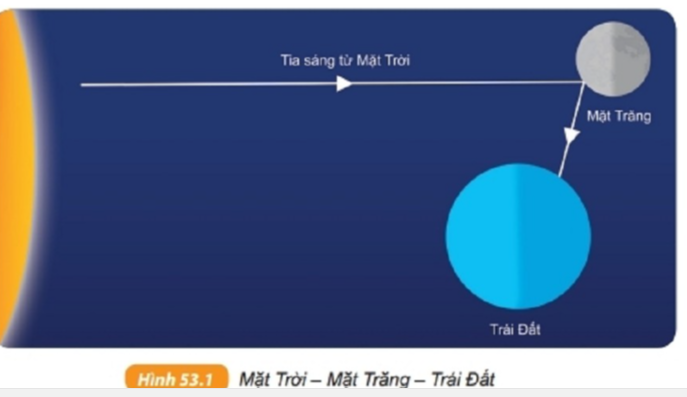 Tia sáng từ Mặt Trời
Mặt Trăng
Trái Đất
Hình 53.1 Mặt Trời – Mặt Trăng – Trái Đất